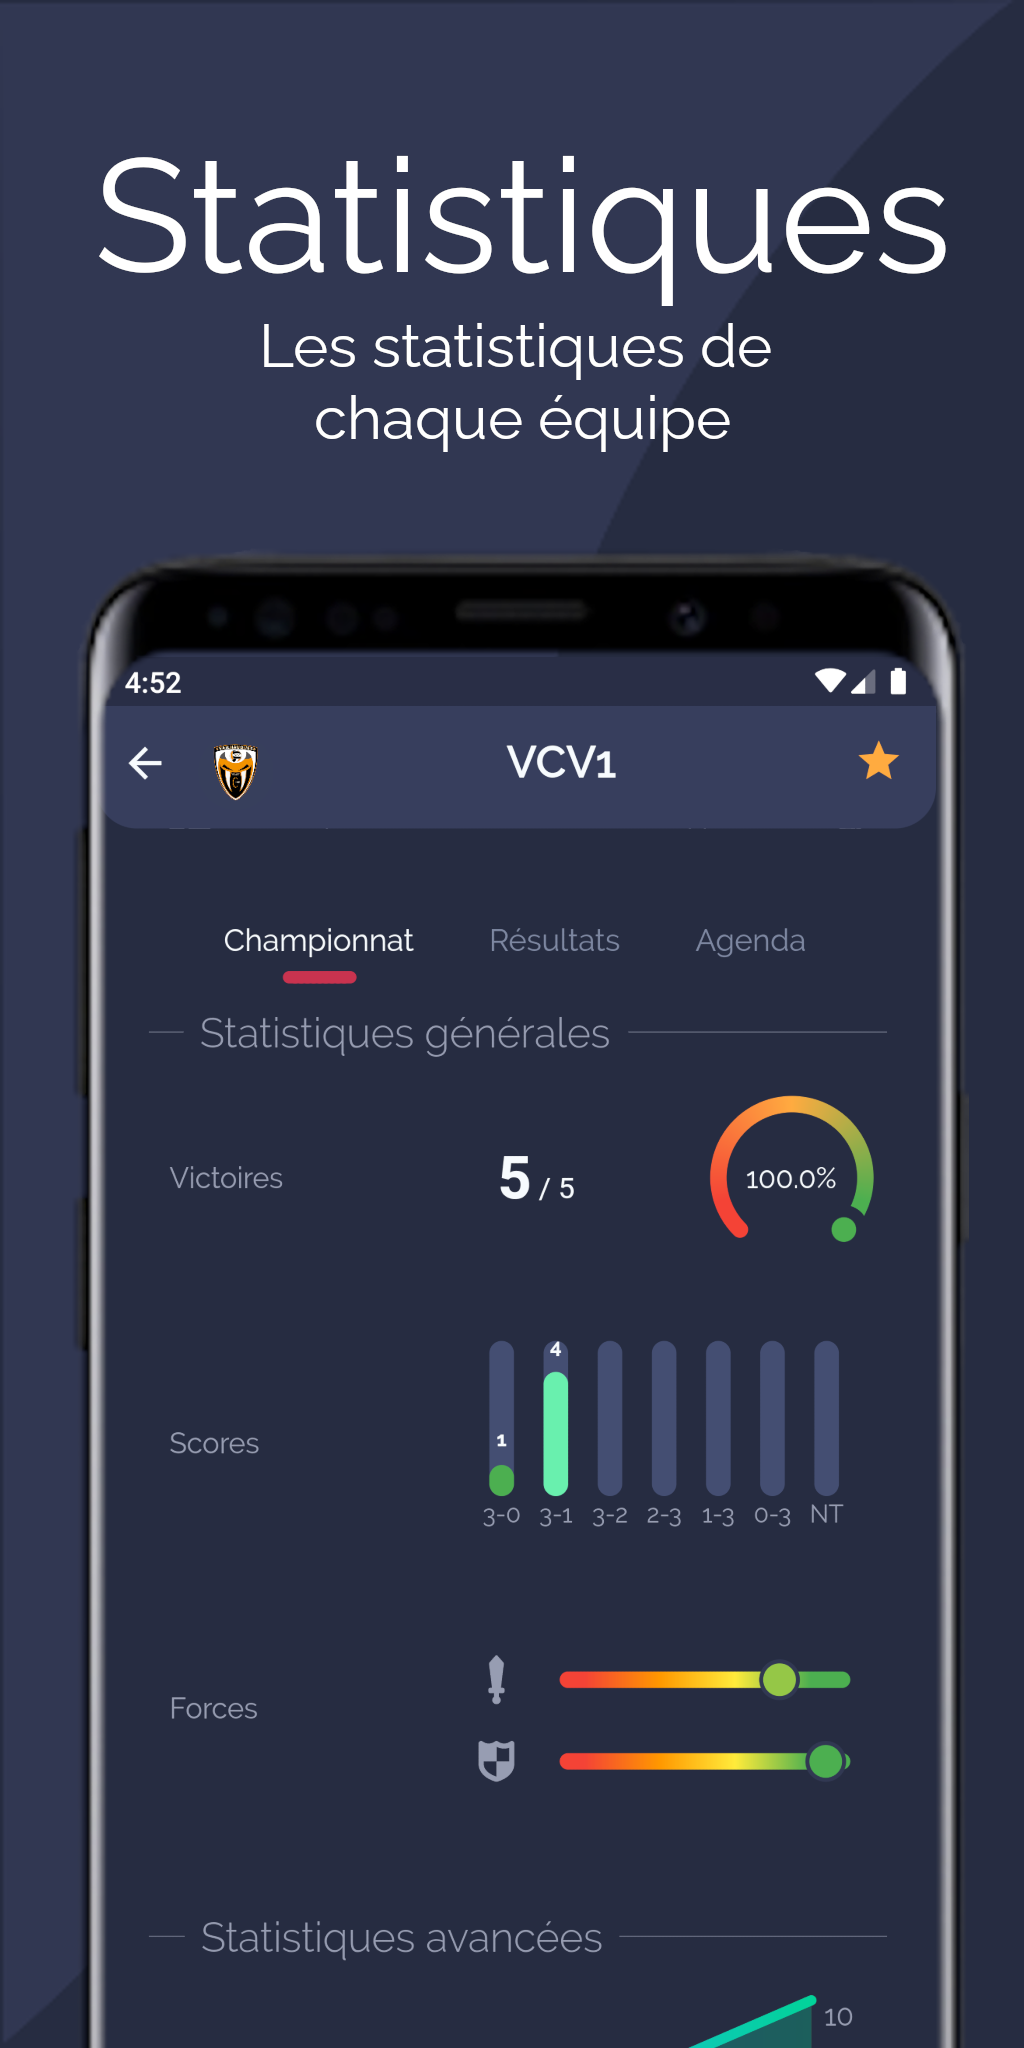 Statistiques
Les statistiques de
chaque équipe
4:52
VCV1
Championnat Résultats Agenda
Statistiques générales
Victoires 5 / 5 100.0%
4
1
Scores
3-0 3-1 3-2 2-3 1-3 0-3 NT
Forces
Statistiques avancées
10